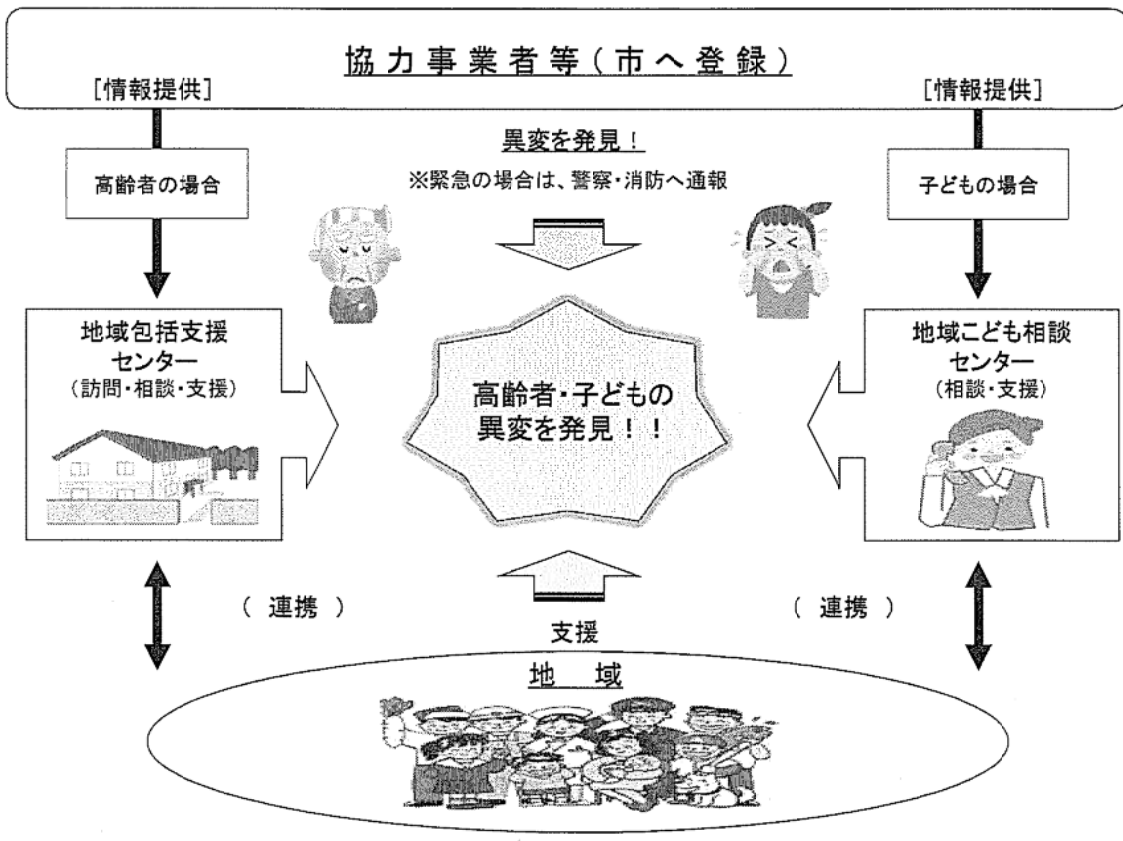 協力事業者等(市へ登録)
[情報提供]
[情報提供]
異変を発見!
※緊急の場合は、警察・消防へ通報
高齢者の場合
子どもの場合
地域包括支援
センター
(訪問・相談・支援)
高齢者・子どもの
異変を発見!!
地域こども相談
センター
(相談・支援)
(連携)
(連携)
支援
地 域